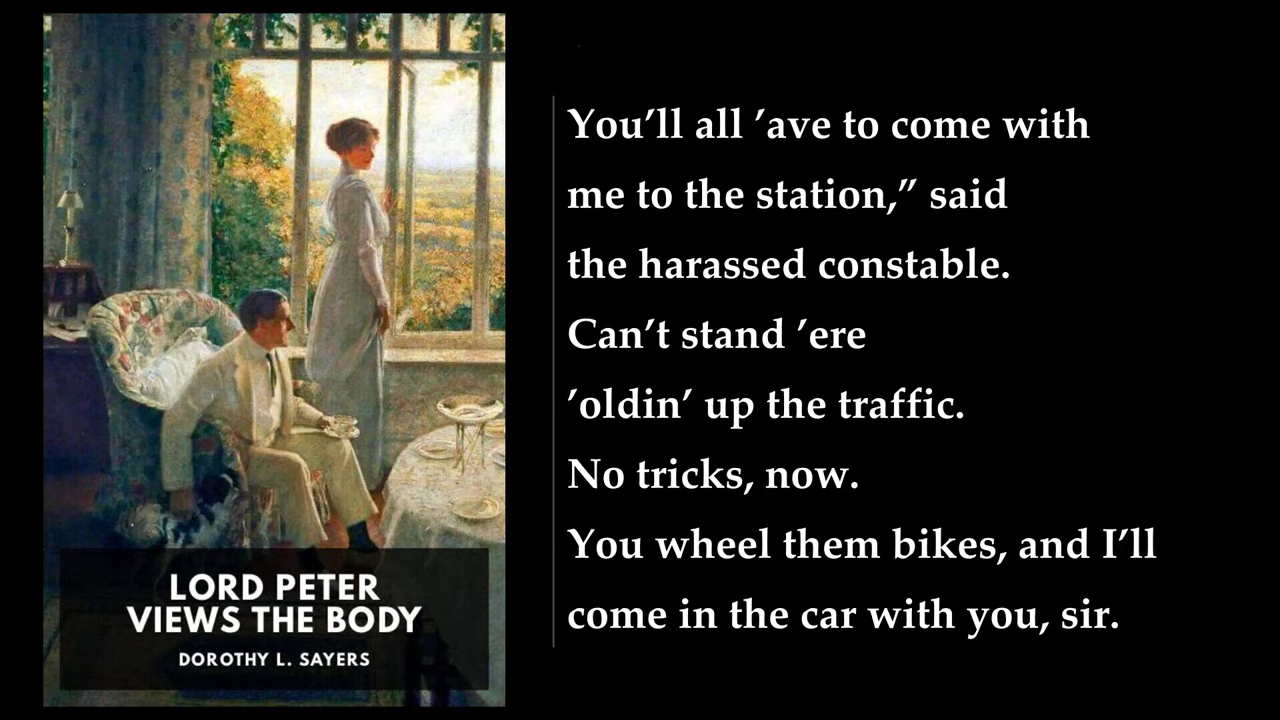 You’ll all ’ave to come with
me to the station,” said
the harassed constable.
Can’t stand ’ere
’oldin’ up the traffic.
No tricks, now.
You wheel them bikes, and I’ll
come in the car with you, sir.
LORD PETER
VIEWS THE BODY
DOROTHY L. SAYERS